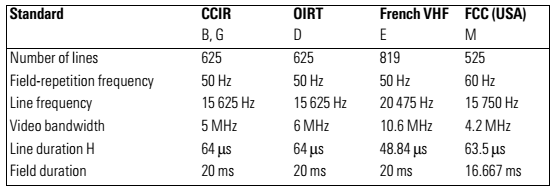 Standard CCIR OIRT French VHF FCC (USA)
B, G D E M
Number of lines 625 625 819 525
Field-repetition frequency 50 Hz 50 Hz 50 Hz 60 Hz
Line frequency 15 625 Hz 15 625 Hz 20 475 Hz 15 750 Hz
Video bandwidth 5 MHz 6 MHz 10.6 MHz 4.2 MHz
Line duration H 64 µs 64 µs 48.84 µs 63.5 µs
Field duration 20 ms 20 ms 20 ms 16.667 ms